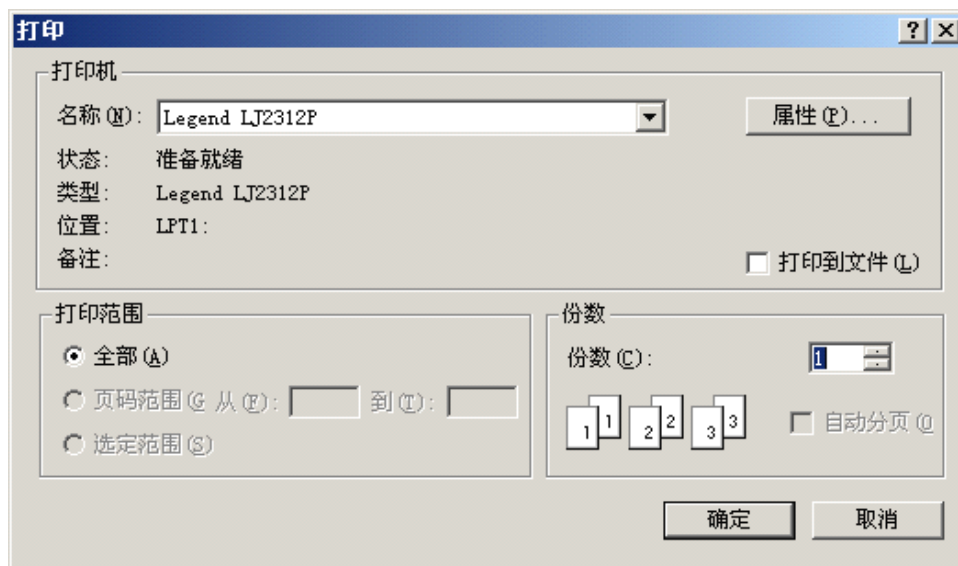 打印
打印机
名称(N): Legend LJ2312P 属性(P)...
状态: 准备就绪
类型: Legend LJ2312P
位置: LPT1:
备注: 打印到文件(L)
打印范围
全部(A)
页码范围(G 从(F): 到(T):
选定范围(S)
份数
份数(C): 1
1 1 2 2 3 3 自动分页(O
确定 取消